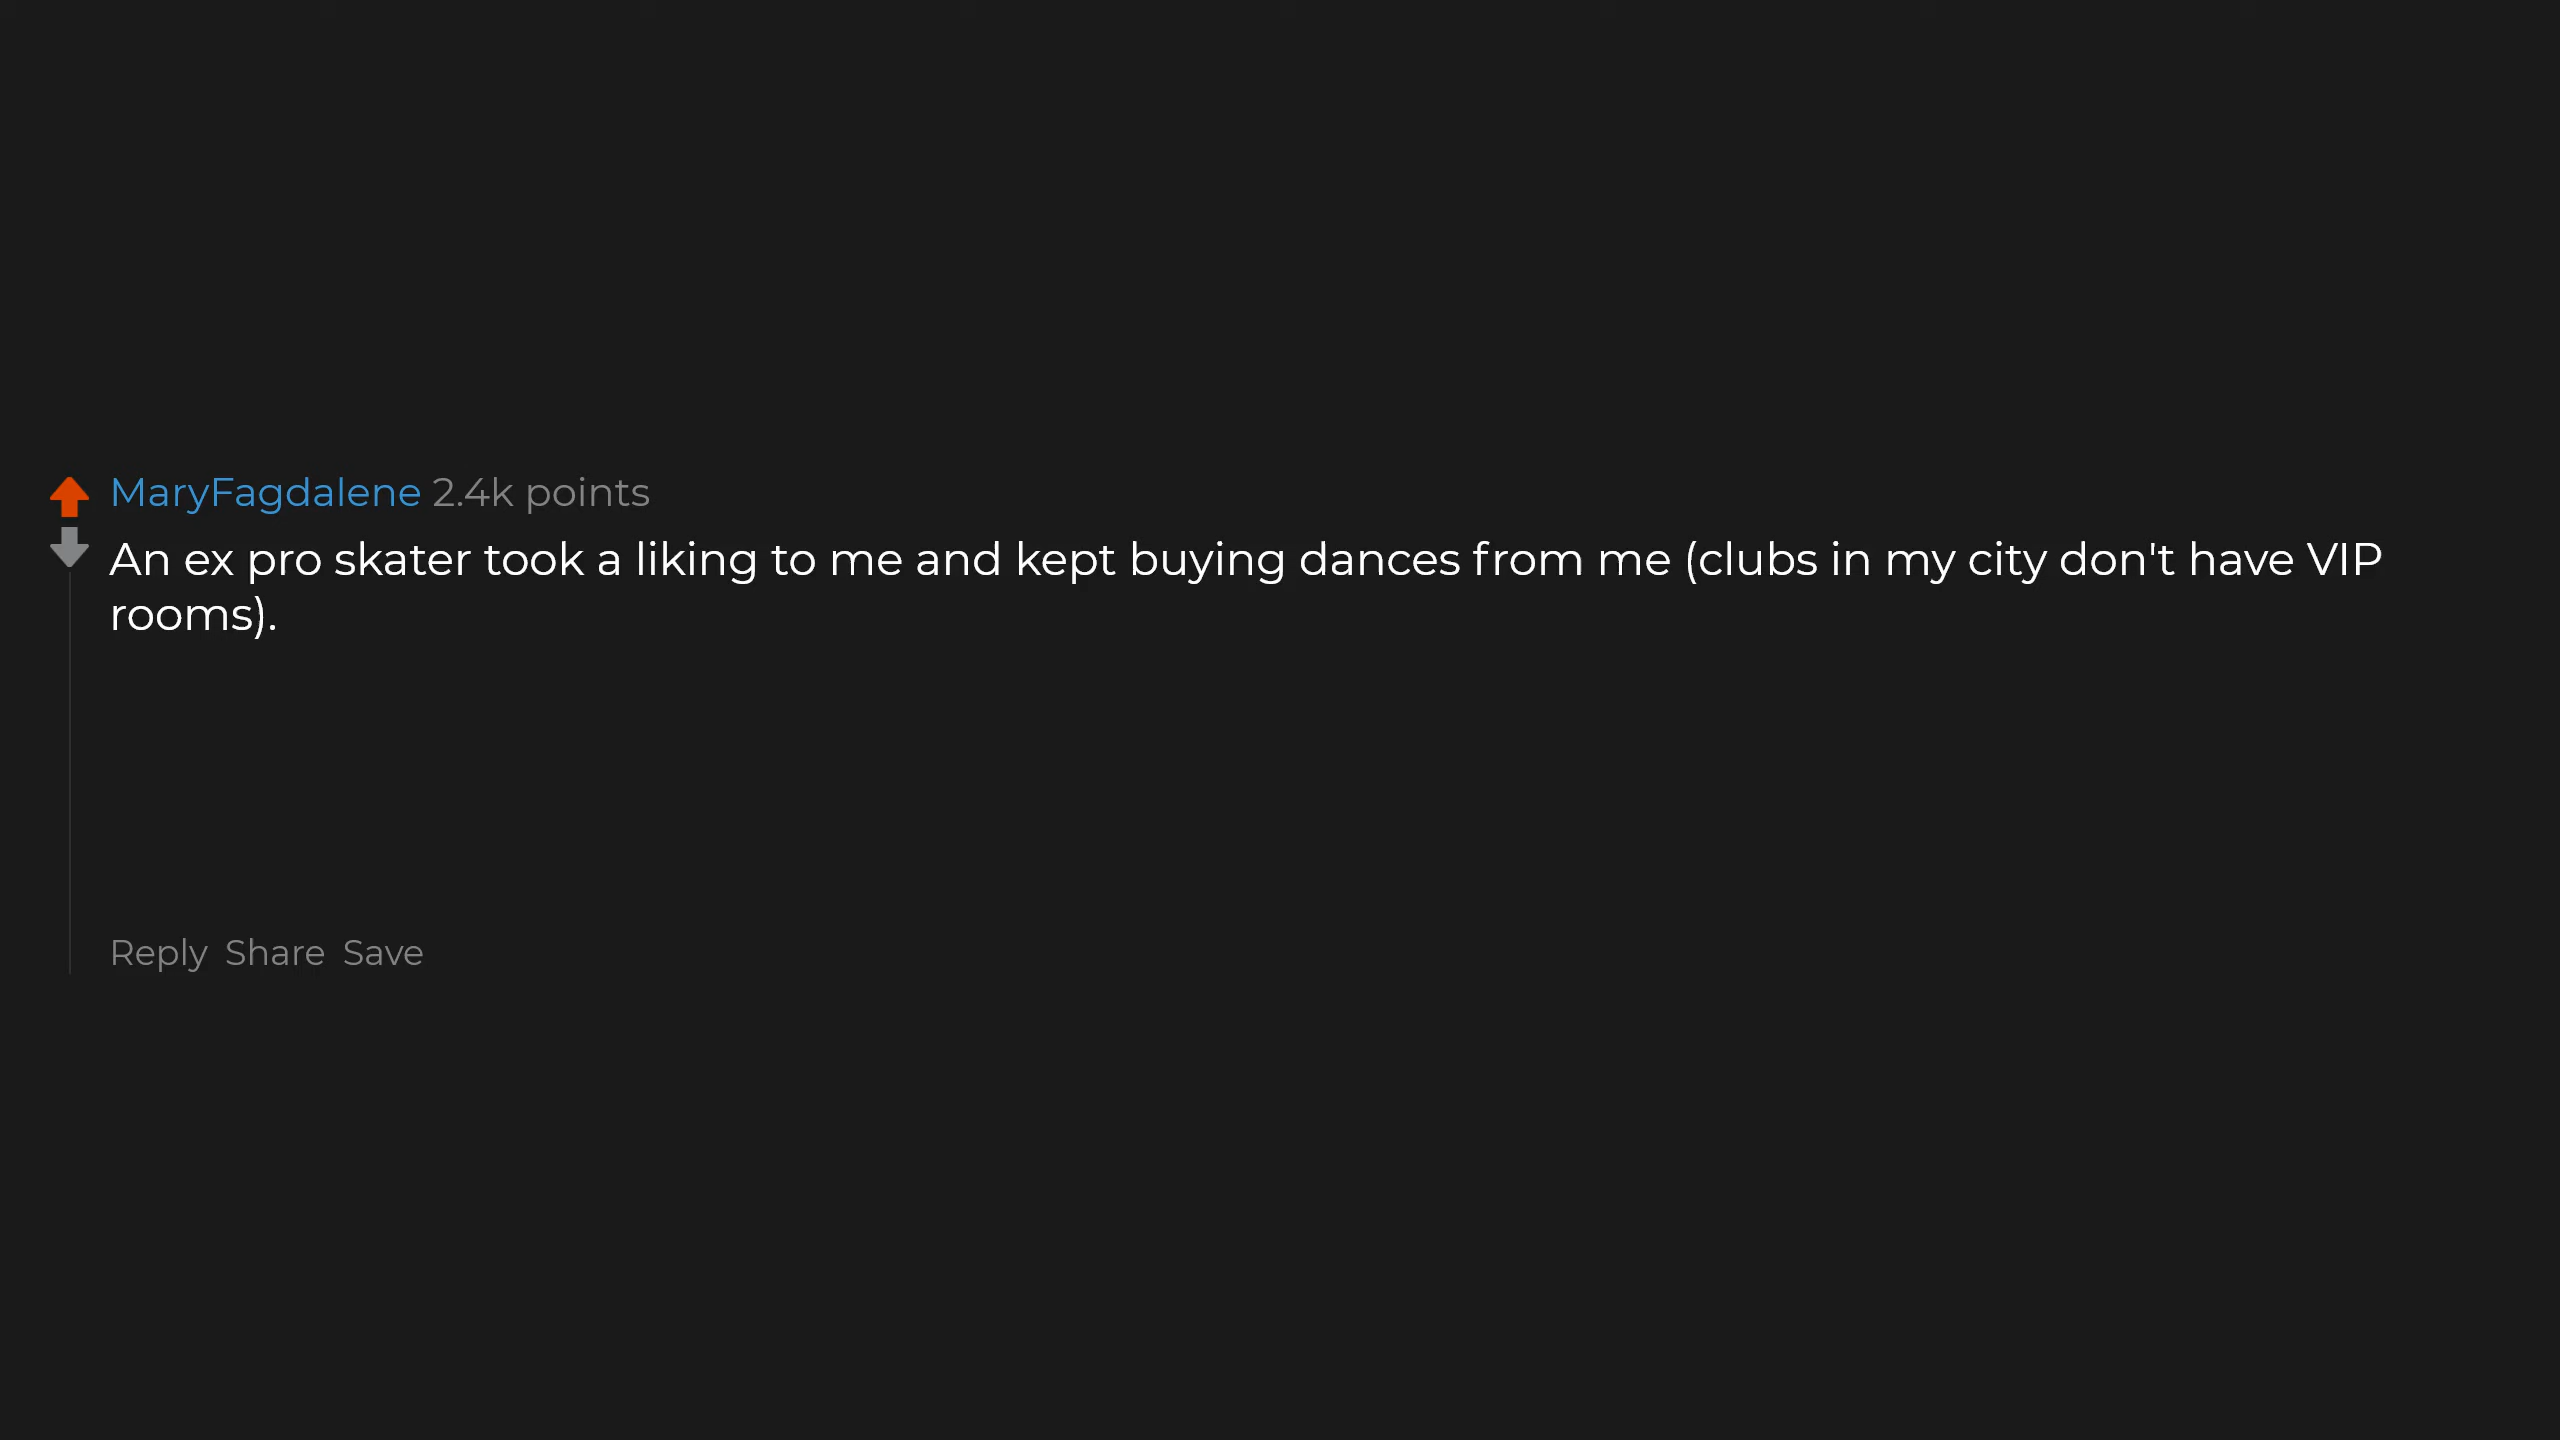 MaryFagdalene 2.4k points
An ex pro skater took a liking to me and kept buying dances from me (clubs in my city don't have VIP
rooms).
Reply Share Save